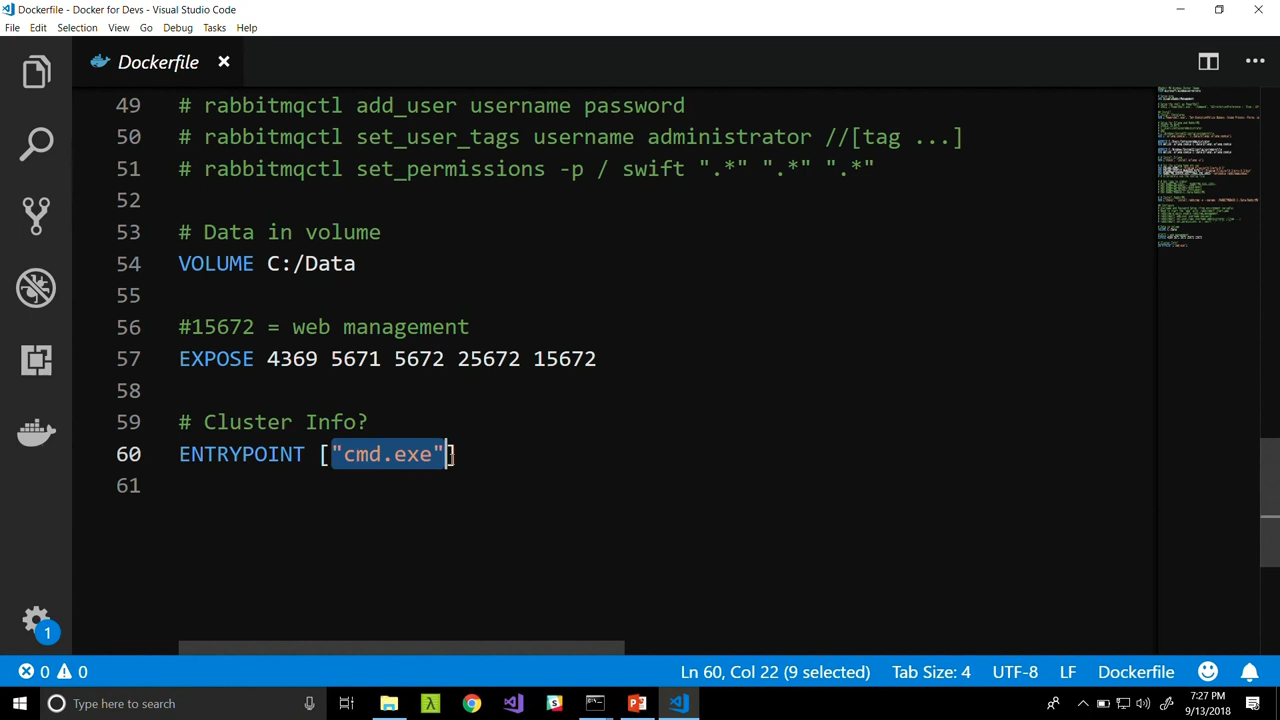 Dockerfile - Docker for Devs - Visual Studio Code
File Edit Selection View Go Debug Tasks Help
Dockerfile
49 # rabbitmqctl add_user username password
50 # rabbitmqctl set_user_tags username administrator //[tag ...]
51 # rabbitmqctl set_permissions -p / swift ".*" ".*" ".*"
52
53 # Data in volume
54 VOLUME C:/Data
55
56 #15672 = web management
57 EXPOSE 4369 5671 5672 25672 15672
58
59 # Cluster Info?
60 ENTRYPOINT ["cmd.exe"]
61
1
0 0 Ln 60, Col 22 (9 selected) Tab Size: 4 UTF-8 LF Dockerfile
Type here to search
7:27 PM
9/13/2018